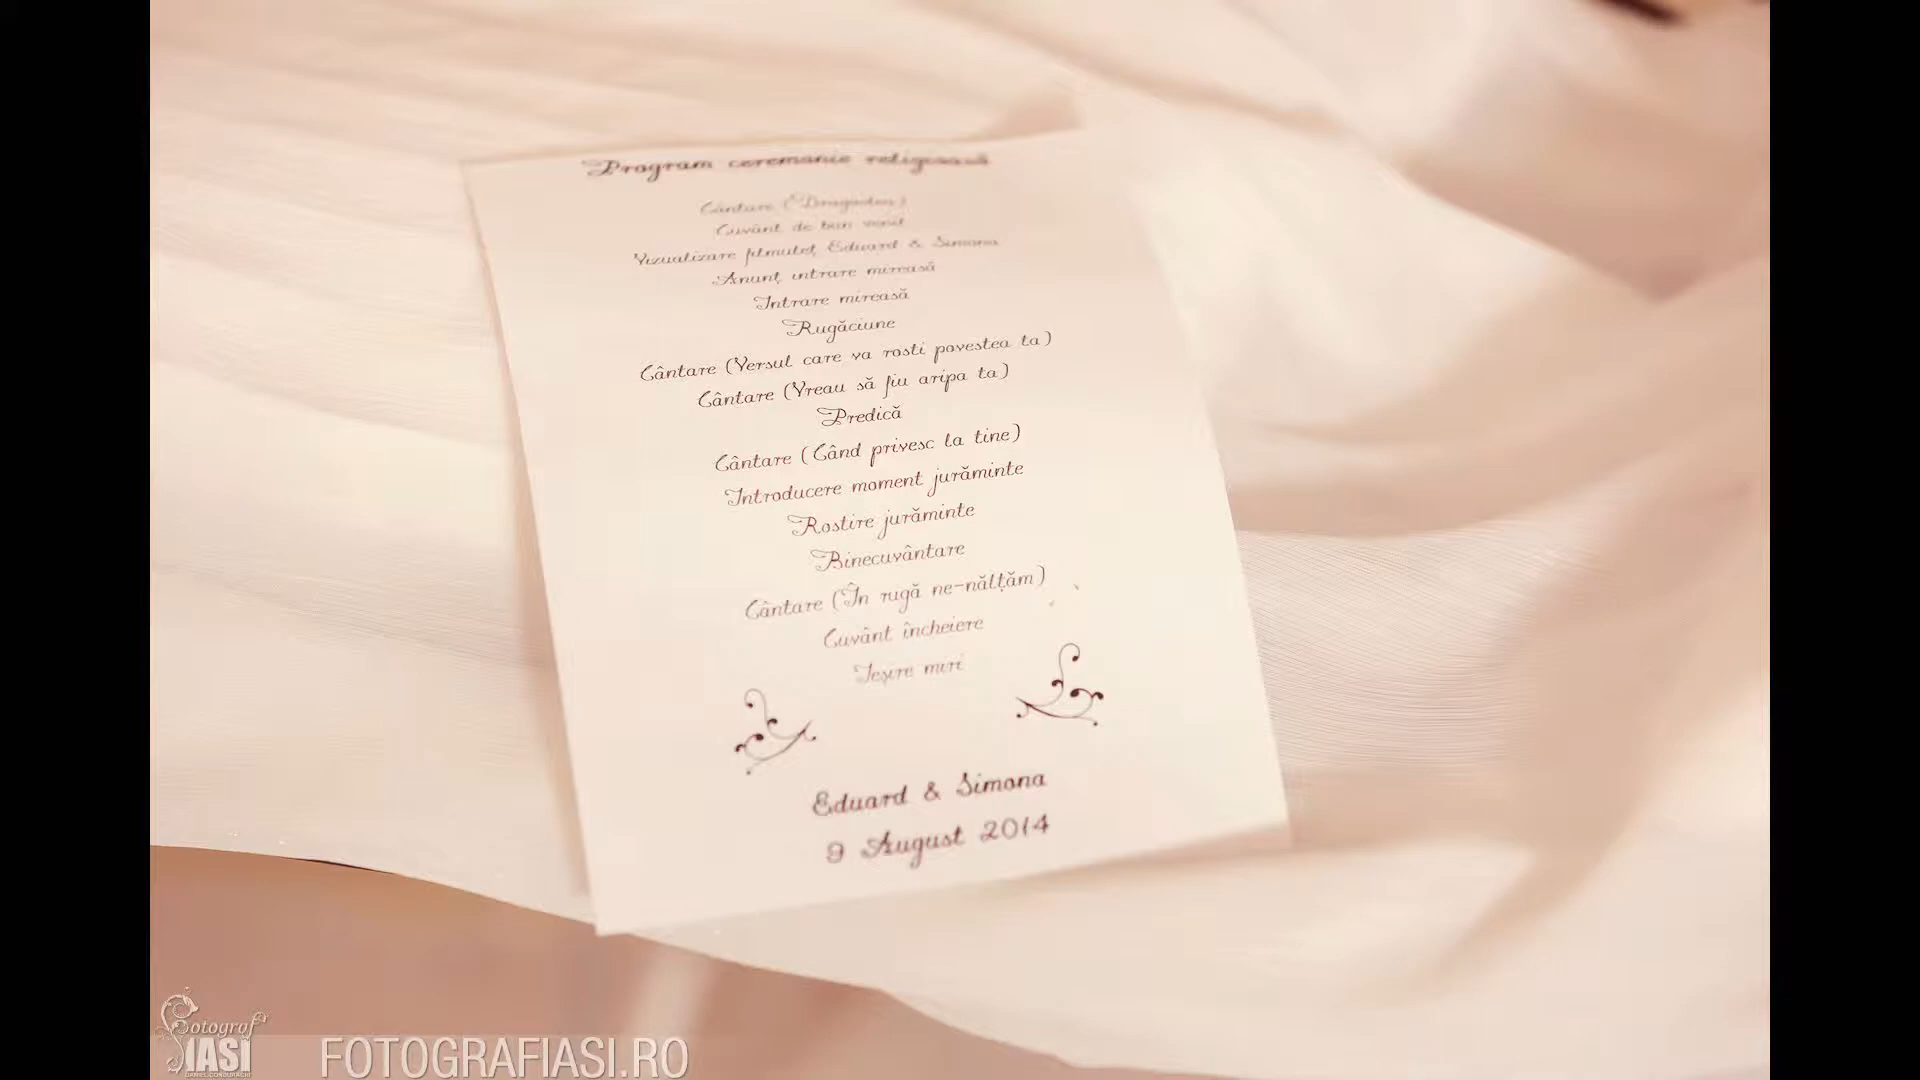 Program ceremonie religioasă
Cântare (Dragostea)
Cuvânt de bun venit
Vizualizare filmuleț Eduard & Simona
Anunț intrare mireasă
Intrare mireasă
Rugăciune
Cântare (Versul care va rosti povestea ta)
Cântare (Vreau să fiu aripa ta)
Predică
Cântare (Când privesc la tine)
Introducere moment jurăminte
Rostire jurăminte
Binecuvântare
Cântare (În rugă ne-nălțăm)
Cuvânt încheiere
Ieșire miri
Eduard & Simona
9 August 2014
Fotograf
IASI
FOTOGRAFIASI.RO